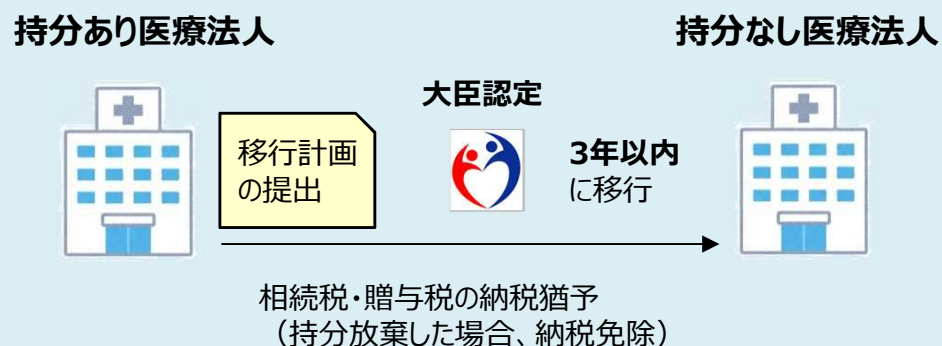 持分あり医療法人
持分なし医療法人
大臣認定
移行計画
の提出
3年以内
に移行
相続税・贈与税の納税猶予
（持分放棄した場合、納税免除）